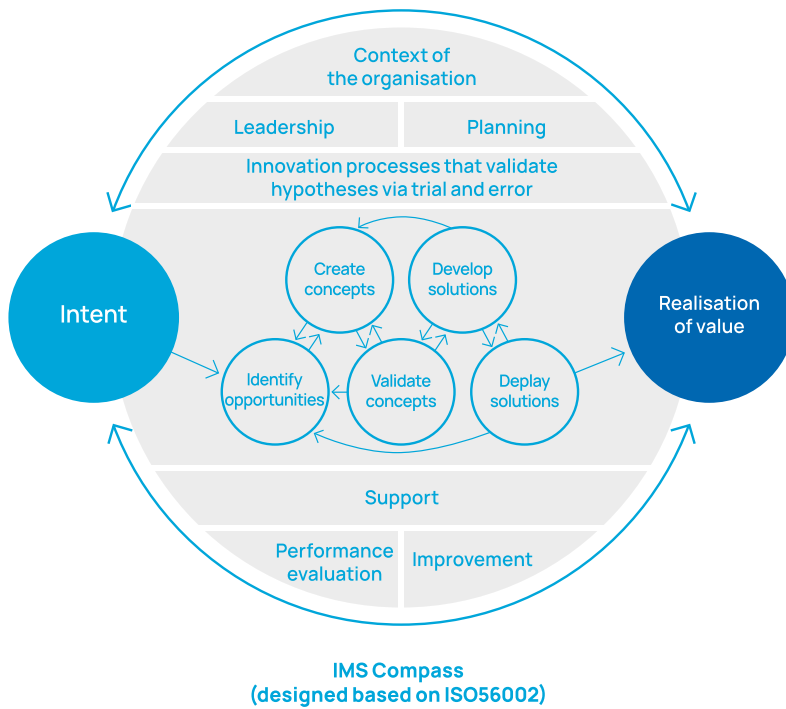 Context of
the organisation
Leadership
Planning
Innovation processes that validate
hypotheses via trial and error
Intent
Create
concepts
Develop
solutions
Realisation
of value
Identify
opportunities
Validate
concepts
Deplay
solutions
Support
Performance
evaluation
Improvement
IMS Compass
(designed based on ISO56002)